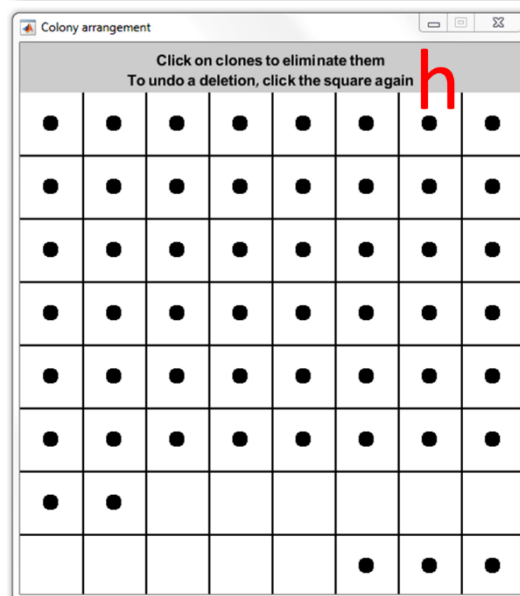 Colony arrangement
Click on clones to eliminate them
To undo a deletion, click the square again
h